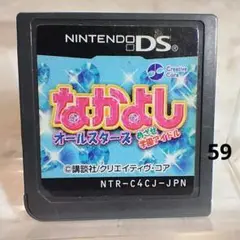 NINTENDO DS
Creative Core
なかよし
オールスターズ
めざせ
学園アイドル
59
©講談社/クリエイティヴ・コア
NTR-C4CJ-JPN